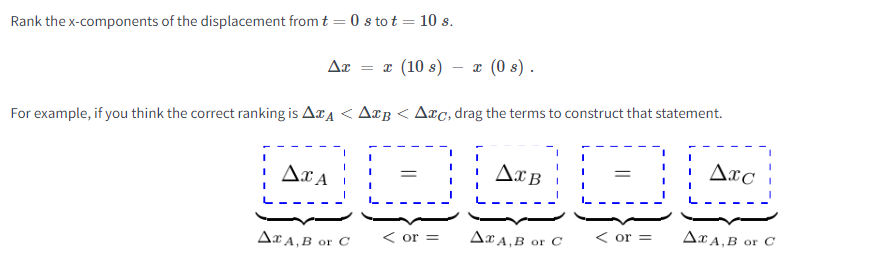 Rank the x-components of the displacement from t = 0 s to t = 10 s.
Δx = x (10 s) − x (0 s) .
For example, if you think the correct ranking is Δx_A < Δx_B < Δx_C, drag the terms to construct that statement.
Δx_A = Δx_B = Δx_C
Δx_A,B or C < or = Δx_A,B or C < or = Δx_A,B or C